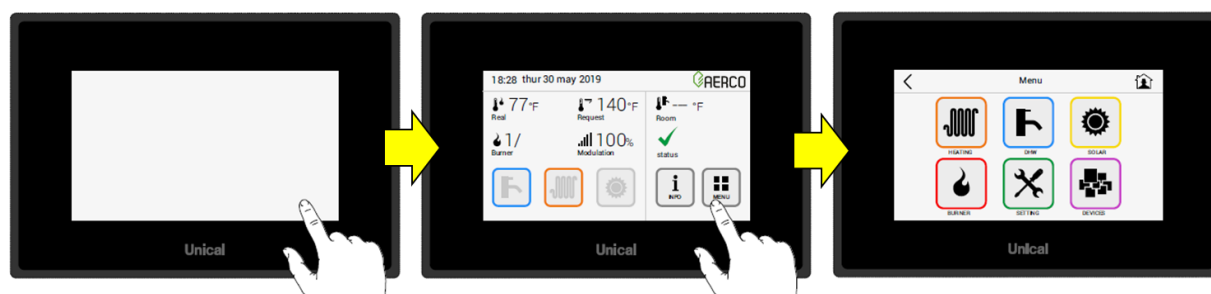 18:28 thur 30 may 2019
AERCO
77°F
Real
140°F
Request
--- °F
Room
1/
Burner
100%
Modulation
status
i
INFO
MENU
Unical
Unical
Menu
HEATING
DHW
SOLAR
BURNER
SETTING
DEVICES
Unical